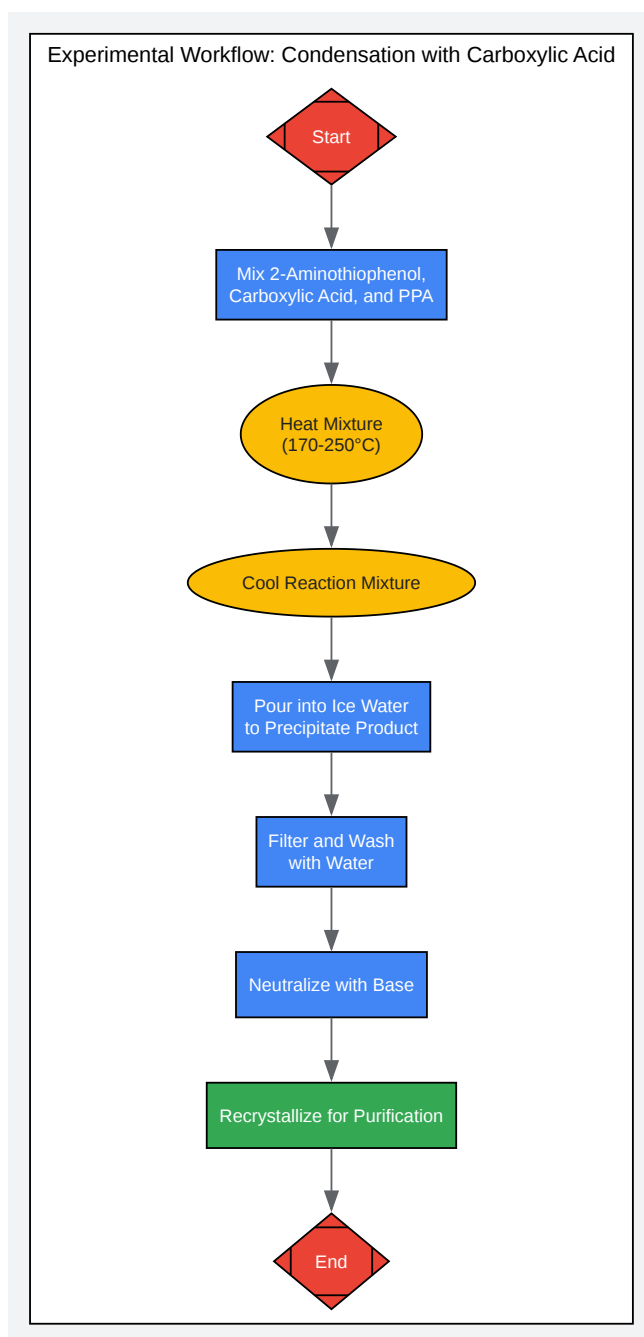 Experimental Workflow: Condensation with Carboxylic Acid
Start
Mix 2-Aminothiophenol,
Carboxylic Acid, and PPA
Heat Mixture
(170-250°C)
Cool Reaction Mixture
Pour into Ice Water
to Precipitate Product
Filter and Wash
with Water
Neutralize with Base
Recrystallize for Purification
End